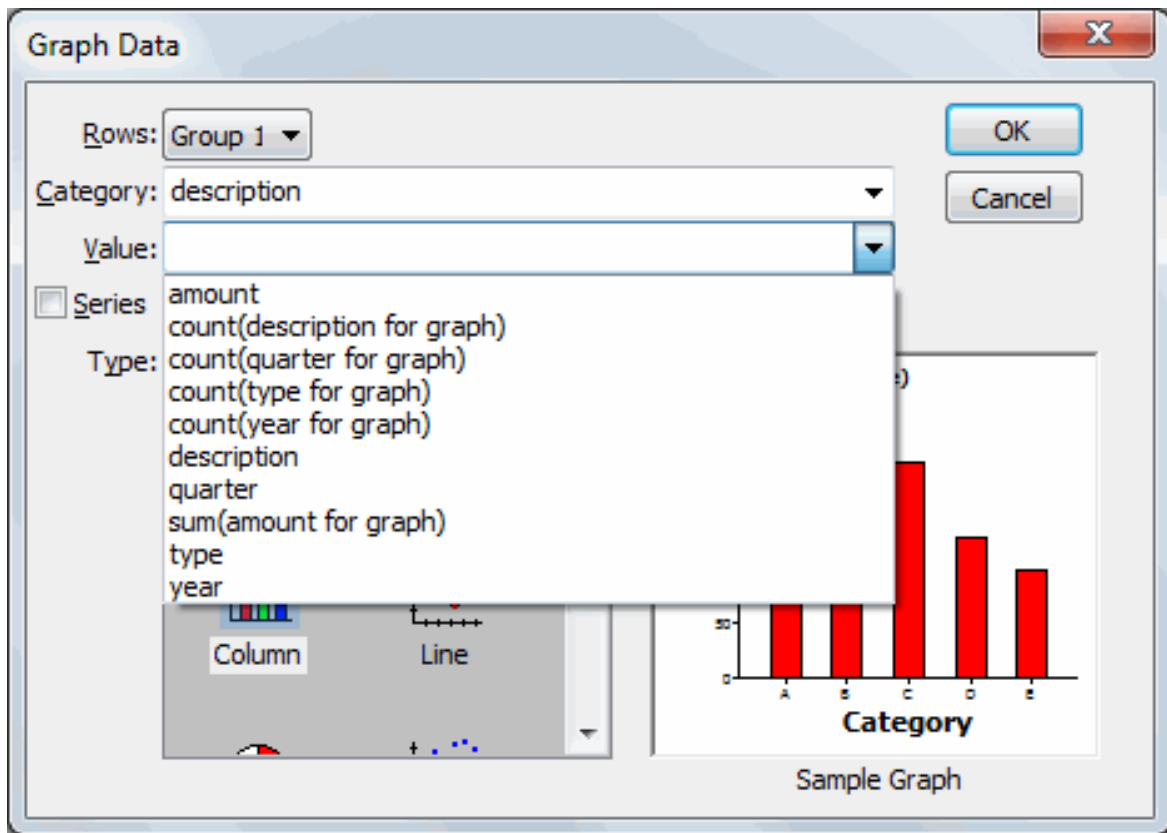 Graph Data
Rows: Group 1
OK
Category: description
Cancel
Value:
Series
amount
count(description for graph)
count(quarter for graph)
Type:
count(type for graph)
count(year for graph)
description
quarter
sum(amount for graph)
type
year
Column
Line
50
0
A B C D E
Category
Sample Graph